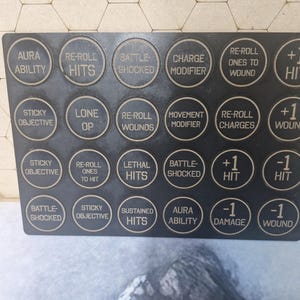 AURA
ABILITY
RE-ROLL
HITS
BATTLE-
SHOCKED
CHARGE
MODIFIER
RE-ROLL
ONES TO
WOUND
+1
HI
STICKY
OBJECTIVE
LONE
OP
RE-ROLL
WOUNDS
MOVEMENT
MODIFIER
RE-ROLL
CHARGES
+1
WOUN
STICKY
OBJECTIVE
RE-ROLL
ONES
TO HIT
LETHAL
HITS
BATTLE-
SHOCKED
+1
HIT
-1
HIT
BATTLE-
SHOCKED
STICKY
OBJECTIVE
SUSTAINED
HITS
AURA
ABILITY
-1
DAMAGE
-1
WOUND